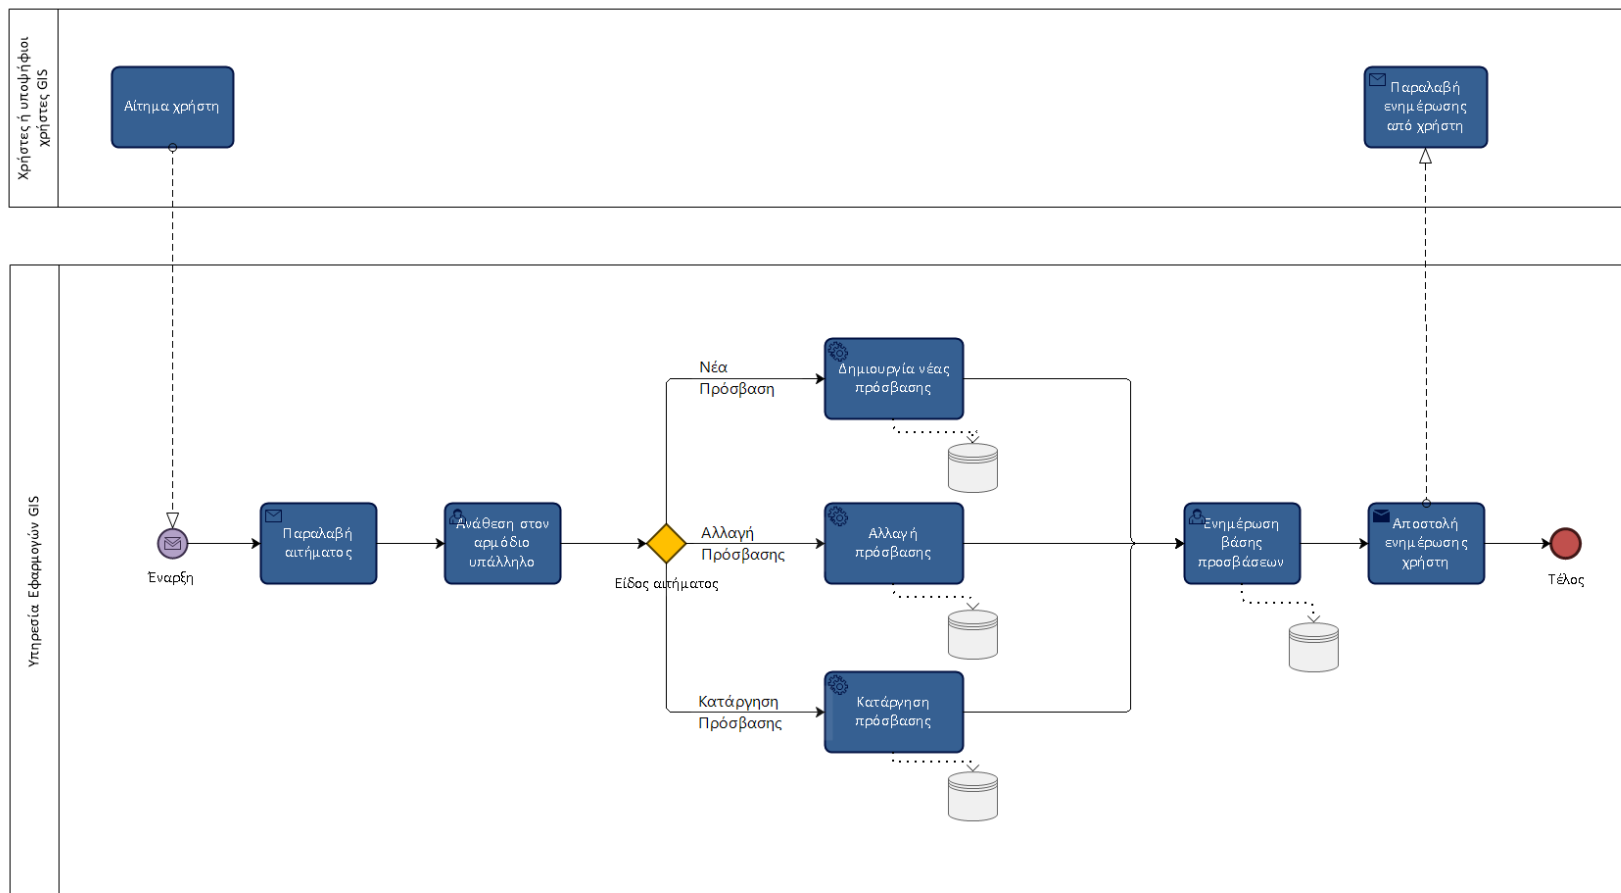 Χρήστες ή υποψήφιοι
χρήστες GIS
Αίτημα χρήστη
Παραλαβή
ενημέρωσης
από χρήστη
Υπηρεσία Εφαρμογών GIS
Έναρξη
Παραλαβή
αιτήματος
Ανάθεση στον
αρμόδιο
υπάλληλο
Είδος αιτήματος
Νέα
Πρόσβαση
Δημιουργία νέας
πρόσβασης
Αλλαγή
Πρόσβασης
Αλλαγή
πρόσβασης
Κατάργηση
Πρόσβασης
Κατάργηση
πρόσβασης
Ενημέρωση
βάσης
προσβάσεων
Αποστολή
ενημέρωσης
χρήστη
Τέλος